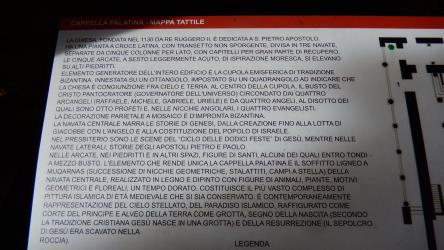 CAPPELLA PALATINA - MAPPA TATTILE
LA CHIESA, FONDATA NEL 1130 DA RE RUGGERO II, È DEDICATA A S. PIETRO APOSTOLO.
HA UNA PIANTA A CROCE LATINA, CON TRANSETTO NON SPORGENTE, DIVISA IN TRE NAVATE,
SEPARATE DA CINQUE COLONNE PER LATO, CON CAPITELLI PER GRAN PARTE DI RECUPERO.
LE CINQUE ARCATE, A SESTO LEGGERMENTE ACUTO, DI ISPIRAZIONE MORESCA, SI ELEVANO
SU ALTI PIEDRITTI.
ELEMENTO GENERATORE DELL'INTERO EDIFICIO È LA CUPOLA EMISFERICA DI TRADIZIONE
BIZANTINA, INNESTATA SU UN OTTANGOLO, IMPOSTATO SU UN QUADRANGOLO AD INDICARE CHE
LA CHIESA È CONGIUNZIONE FRA CIELO E TERRA. AL CENTRO DELLA CUPOLA, IL BUSTO DEL
CRISTO PANTOCRATOR (GOVERNATORE DELL'UNIVERSO) CIRCONDATO DAI QUATTRO
ARCANGELI (RAFFAELE, MICHELE, GABRIELE, URIELE) E DA QUATTRO ANGELI, AL DISOTTO DEI
QUALI SONO OTTO PROFETI E, NELLE NICCHIE ANGOLARI, I QUATTRO EVANGELISTI.
LA DECORAZIONE PARIETALE A MOSAICO È D'IMPRONTA BIZANTINA.
LA NAVATA CENTRALE NARRA LE STORIE DI GENESI, DALLA CREAZIONE FINO ALLA LOTTA DI
GIACOBBE CON L'ANGELO E ALLA COSTITUZIONE DEL POPOLO DI ISRAELE.
NEL PRESBITERIO SONO LE SCENE DEL "CICLO DELLE DODICI FESTE" DI GESÙ, MENTRE NELLE
NAVATE LATERALI, STORIE DEGLI APOSTOLI PIETRO E PAOLO.
NELLE ARCATE, NEI PIEDRITTI E IN ALTRI SPAZI, FIGURE DI SANTI, ALCUNI DEI QUALI ENTRO TONDI
A MEZZO BUSTO. L'ELEMENTO CHE RENDE UNICA LA CAPPELLA PALATINA È IL SOFFITTO LIGNEO A
MUQARNAS (SUCCESSIONE DI NICCHIE GEOMETRICHE, STALATTITI, CAMPI A STELLA) DELLA
NAVATA CENTRALE, REALIZZATO IN LEGNO E DIPINTO CON FIGURE DI ANIMALI, PIANTE, MOTIVI
GEOMETRICI E FLOREALI, UN TEMPO DORATO. COSTITUISCE IL PIÙ VASTO COMPLESSO DI
PITTURA ISLAMICA DI ETÀ MEDIEVALE CHE SI SIA CONSERVATO. È CONTEMPORANEAMENTE
RAPPRESENTAZIONE DEL CIELO STELLATO, DEL PARADISO ISLAMICO, RAFFIGURATO COME
CORTE DEL PRINCIPE E ALVEO DELLA TERRA COME GROTTA, SEGNO DELLA NASCITA (SECONDO
LA TRADIZIONE CRISTIANA GESÙ NASCE IN UNA GROTTA) E DELLA RESURREZIONE (IL SEPOLCRO
DI GESÙ ERA SCAVATO NELLA
ROCCIA).
LEGENDA